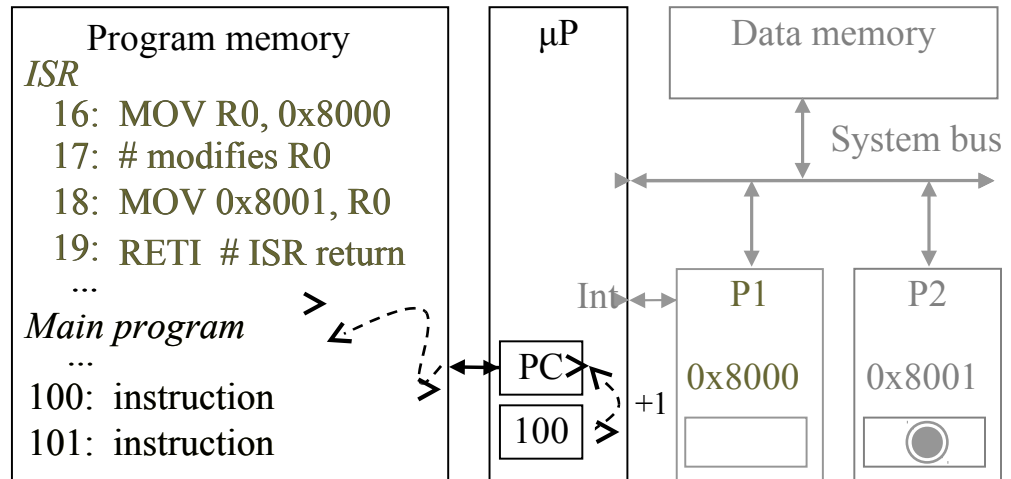 Program memory
ISR
16: MOV R0, 0x8000
17: # modifies R0
18: MOV 0x8001, R0
19: RETI # ISR return
...
Main program
...
100: instruction
101: instruction
μP
Int
PC
100
+1
Data memory
System bus
P1
0x8000
P2
0x8001